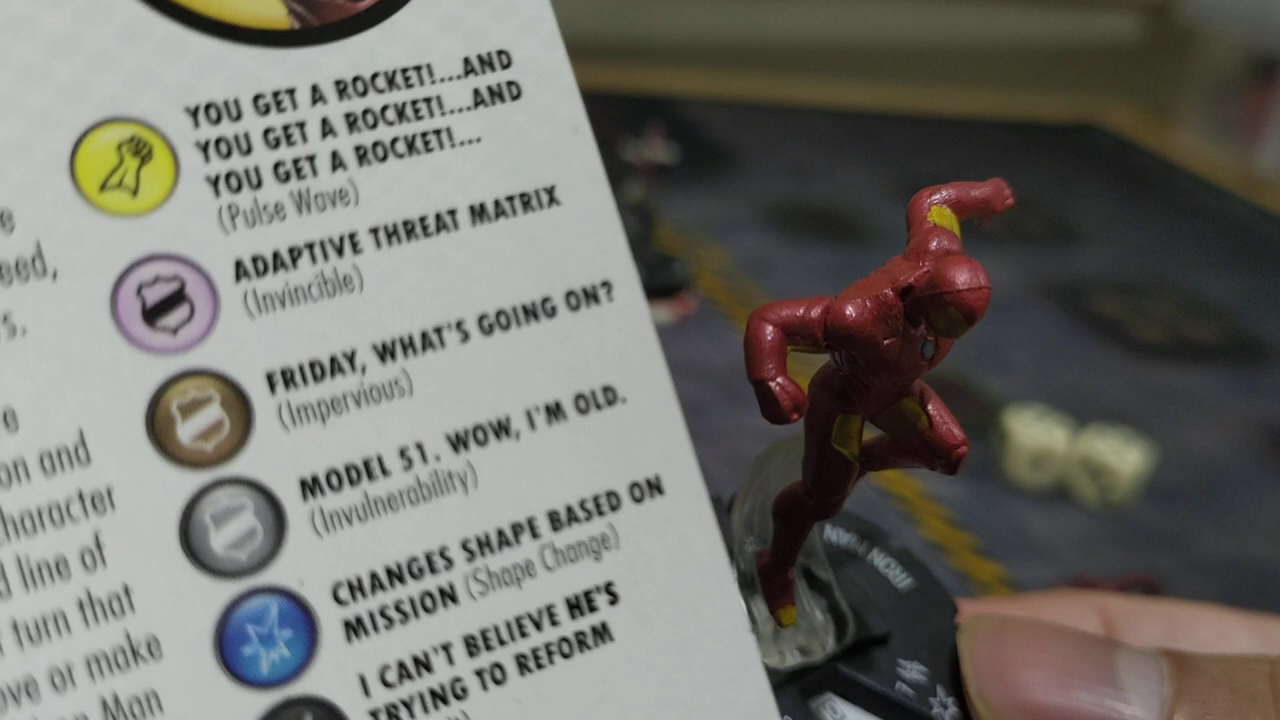 YOU GET A ROCKET!...AND
YOU GET A ROCKET!...AND
YOU GET A ROCKET!...
(Pulse Wave)
ADAPTIVE THREAT MATRIX
(Invincible)
FRIDAY, WHAT'S GOING ON?
(Impervious)
MODEL 51. WOW, I'M OLD.
(Invulnerability)
CHANGES SHAPE BASED ON
MISSION (Shape Change)
I CAN'T BELIEVE HE'S
TRYING TO REFORM
e
eed,
s.
e
on and
haracter
line of
turn that
ove or make
Man
IRON MAN